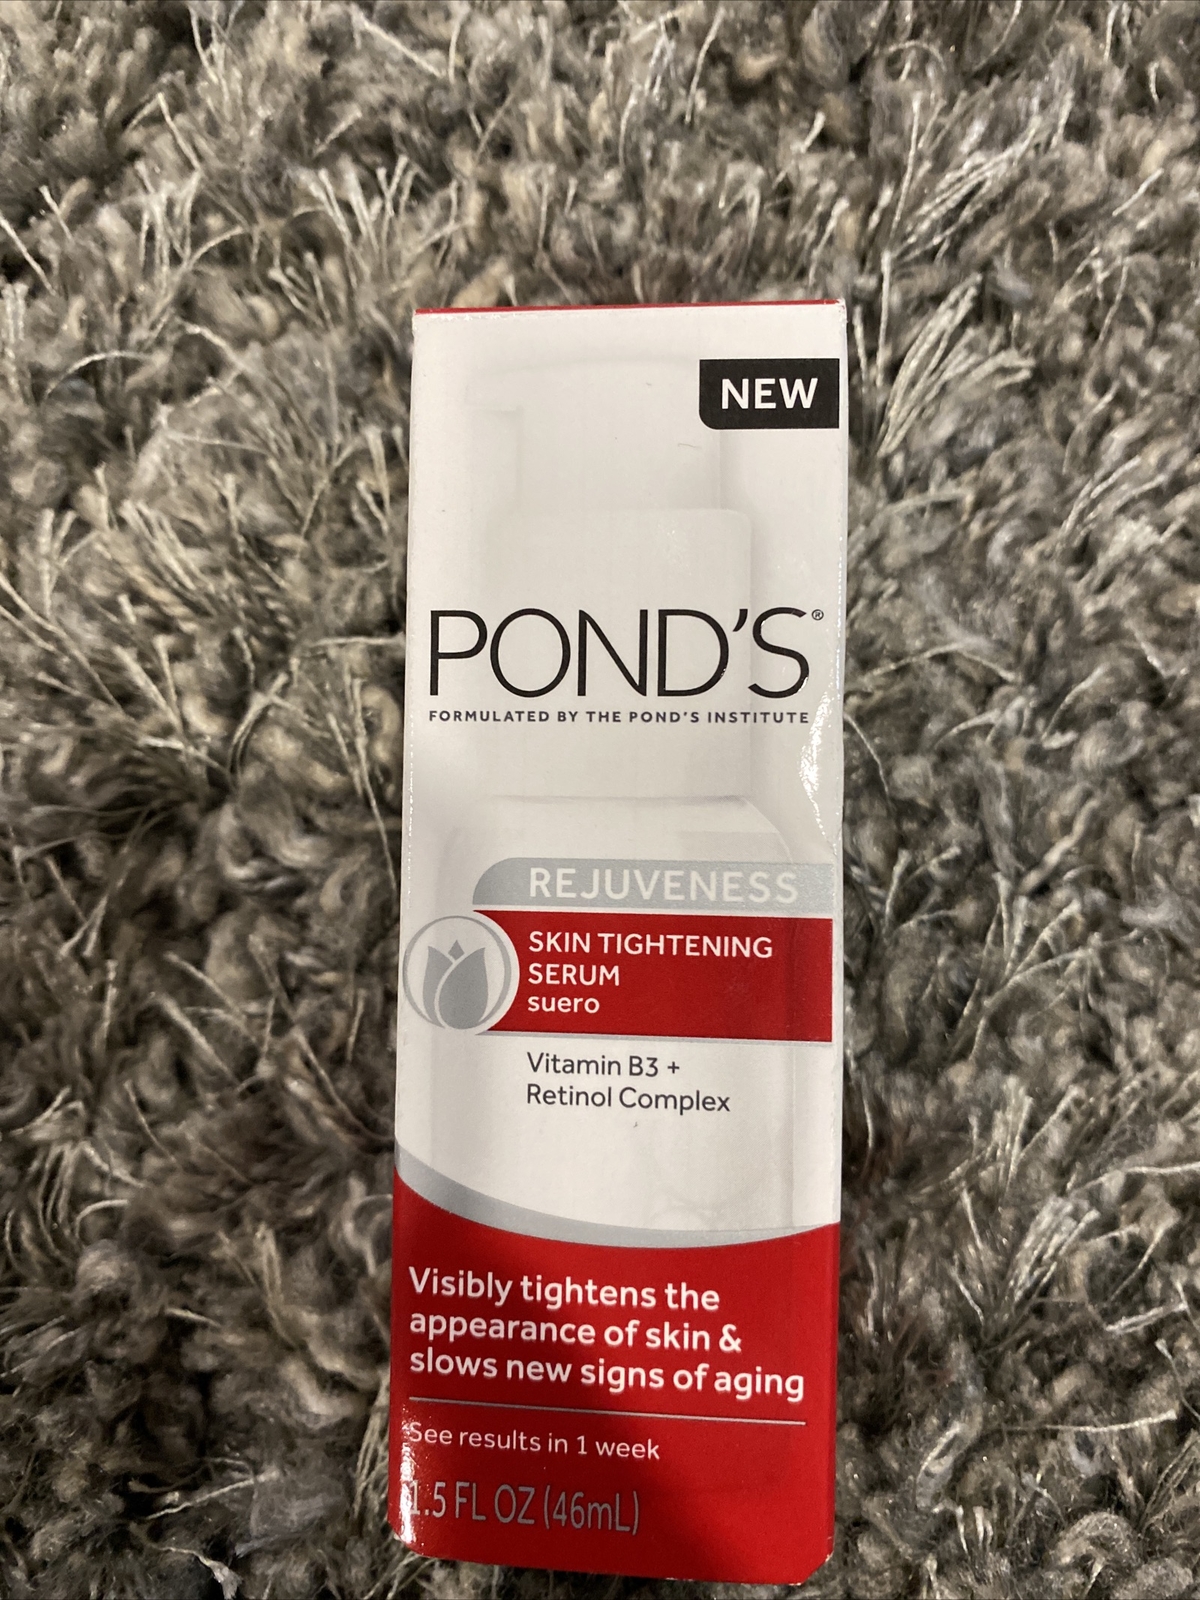 NEW
POND'S®
FORMULATED BY THE POND'S INSTITUTE
REJUVENESS
SKIN TIGHTENING
SERUM
suero
Vitamin B3 +
Retinol Complex
Visibly tightens the
appearance of skin &
slows new signs of aging
See results in 1 week
1.5 FL OZ (46mL)